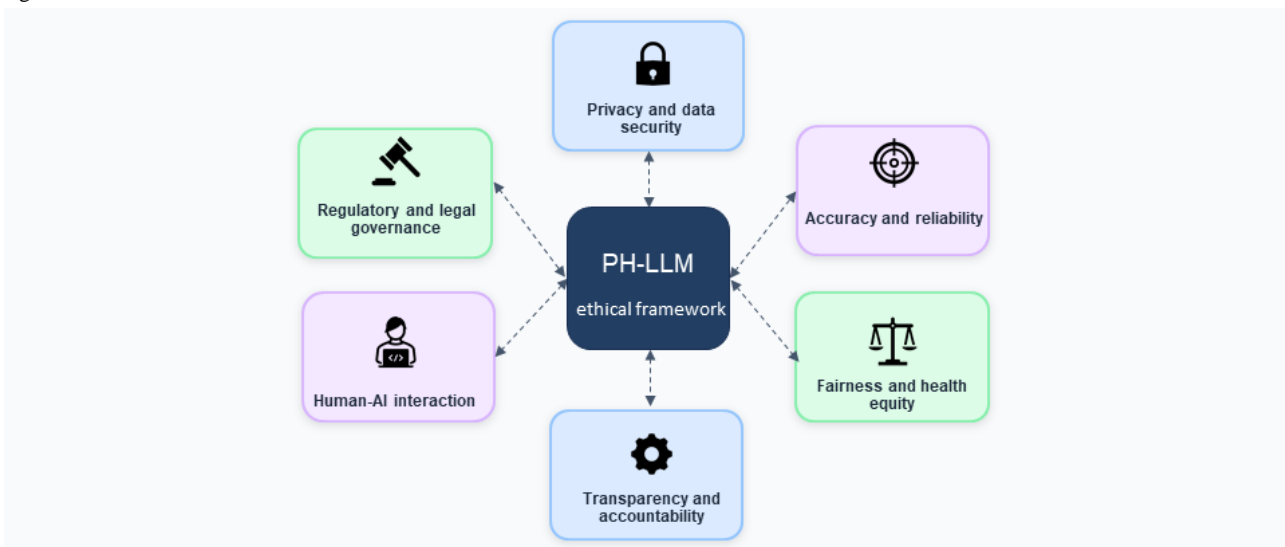 Privacy and data
security
Regulatory and legal
governance
Accuracy and reliability
PH-LLM
ethical framework
Human-AI interaction
</>
Fairness and health
equity
Transparency and
accountability